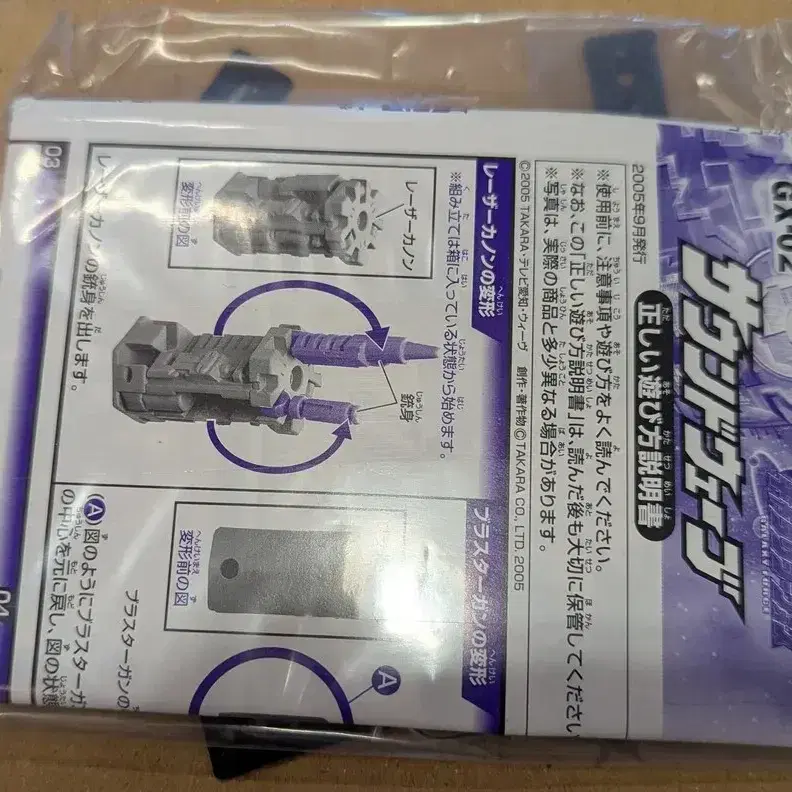 GX-02
サウンドウェーブ
正しい遊び方説明書
2005年9月発行
※使用前に、注意事項や遊び方をよく読んでください。
※なお、この「正しい遊び方説明書」は、読んだ後も大切に保管してください
※写真は、実際の商品と多少異なる場合があります。
©2005 TAKARA・テレビ愛知・ウィーヴ 創作・著作物©TAKARA CO., LTD. 2005
レーザーカノンの変形
※組み立ては箱に入っている状態から始めます。
レーザーカノン
変形前の図
銃身
レーザーカノンの銃身を出します。
03
ブラスターガンの変形
変形前の図
A
ブラスターガンの
Ⓐ図のようにブラスターガ
の中心を元に戻し、図の状態
04